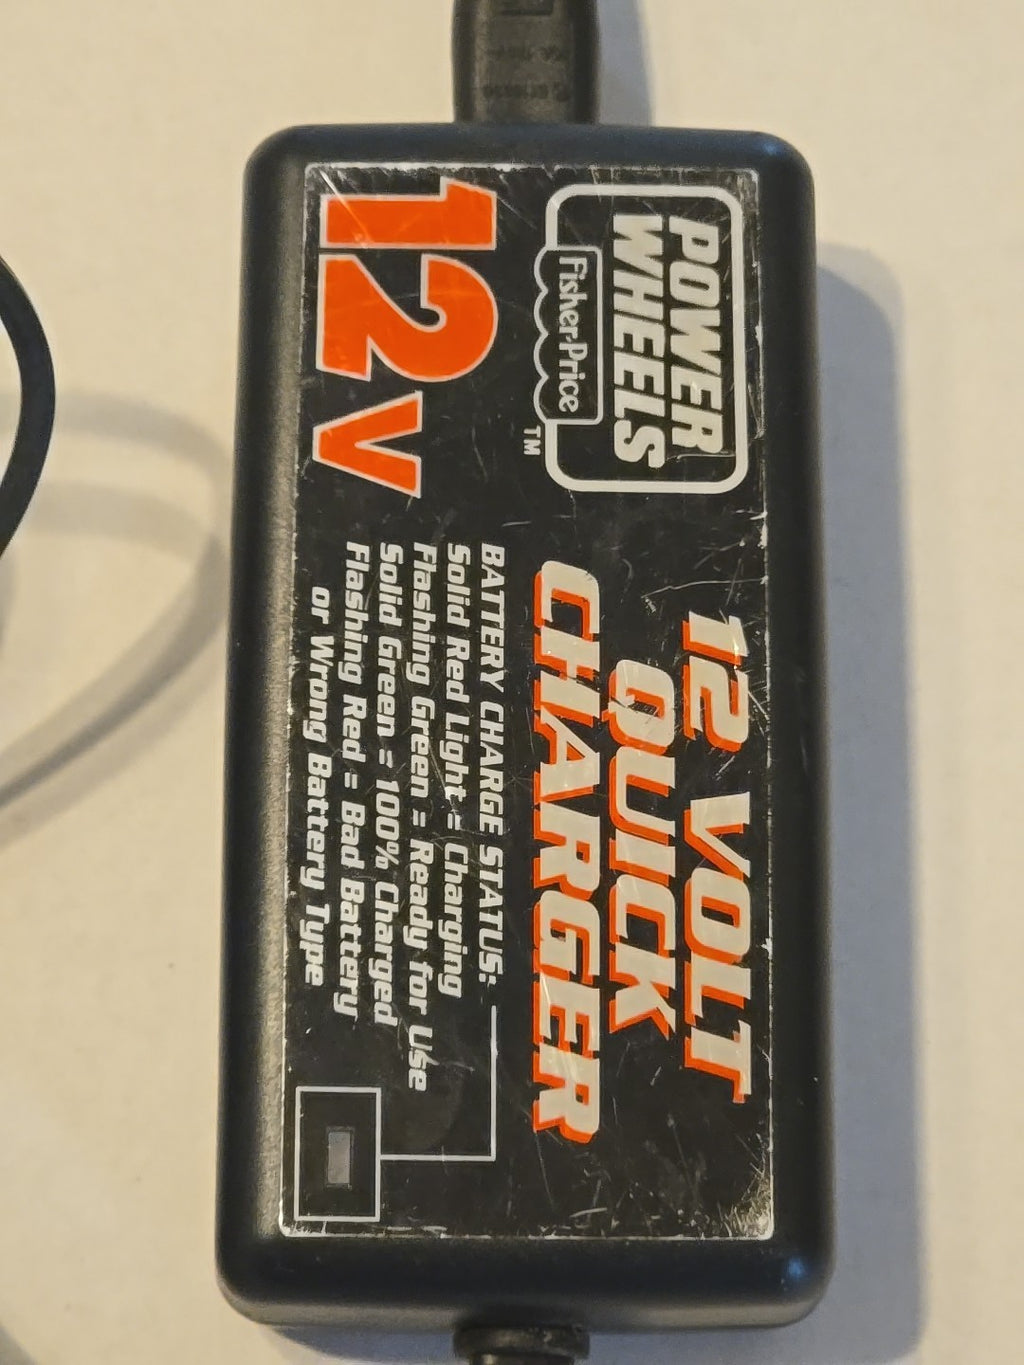 POWER
WHEELS
Fisher-Price
TM
12V
12 VOLT
QUICK
CHARGER
BATTERY CHARGE STATUS:
Solid Red Light = Charging
Flashing Green = Ready for Use
Solid Green = 100% Charged
Flashing Red = Bad Battery
or Wrong Battery Type